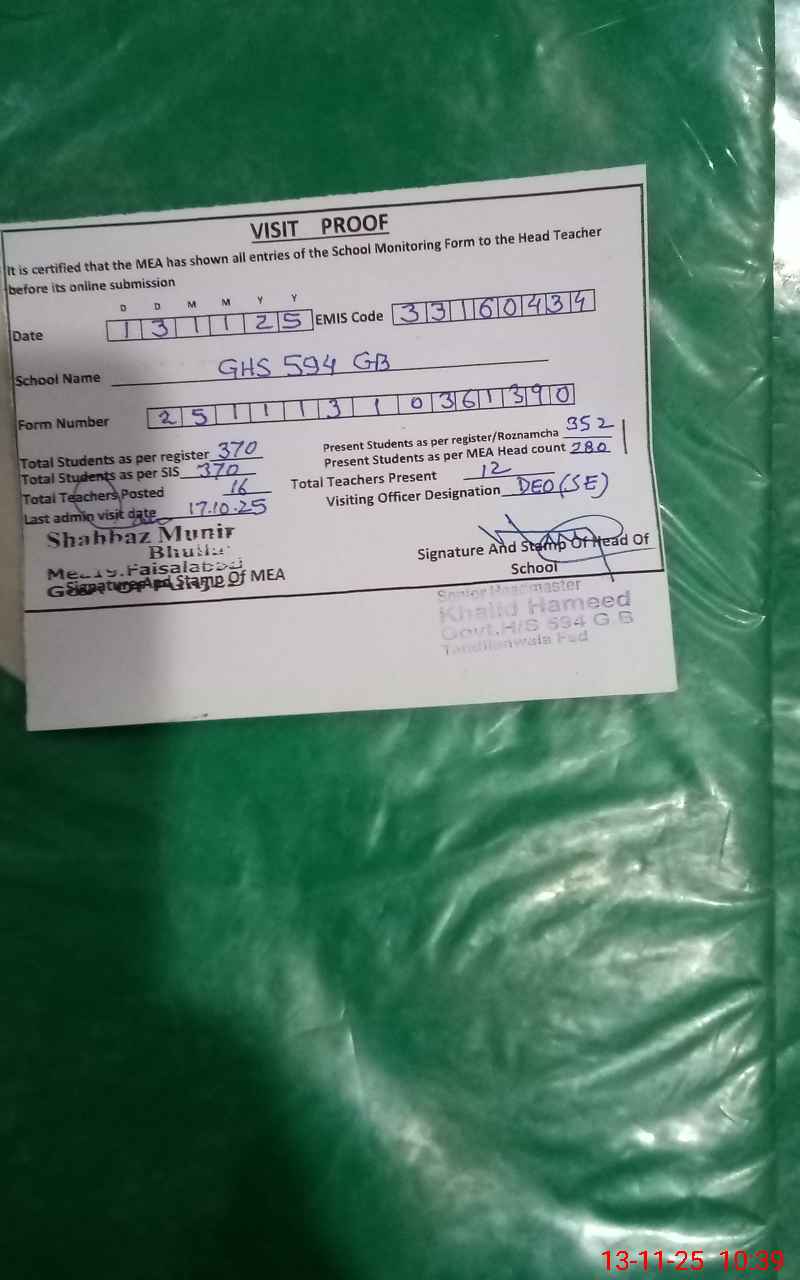 VISIT PROOF
It is certified that the MEA has shown all entries of the School Monitoring Form to the Head Teacher
before its online submission
D D M M Y Y
Date 1 3 1 1 2 5 EMIS Code 3 3 1 6 0 4 3 4
School Name GHS 594 GB
Form Number 2 5 1 1 1 3 1 0 3 6 1 3 9 0
Total Students as per register 370 Present Students as per register/Roznamcha 352
Total Students as per SIS 370 Present Students as per MEA Head count 280
Total Teachers Posted 16 Total Teachers Present 12
Last admin visit date 17.10.25 Visiting Officer Designation DEO (SE)
Shahbaz Munir
Signature And Stamp Of Head Of
School
Faisalabad
Signature And Stamp Of MEA
Senior Headmaster
Khalid Hameed
Govt.H/S 594 G B
Tandlianwala Fsd
13-11-25 10:39